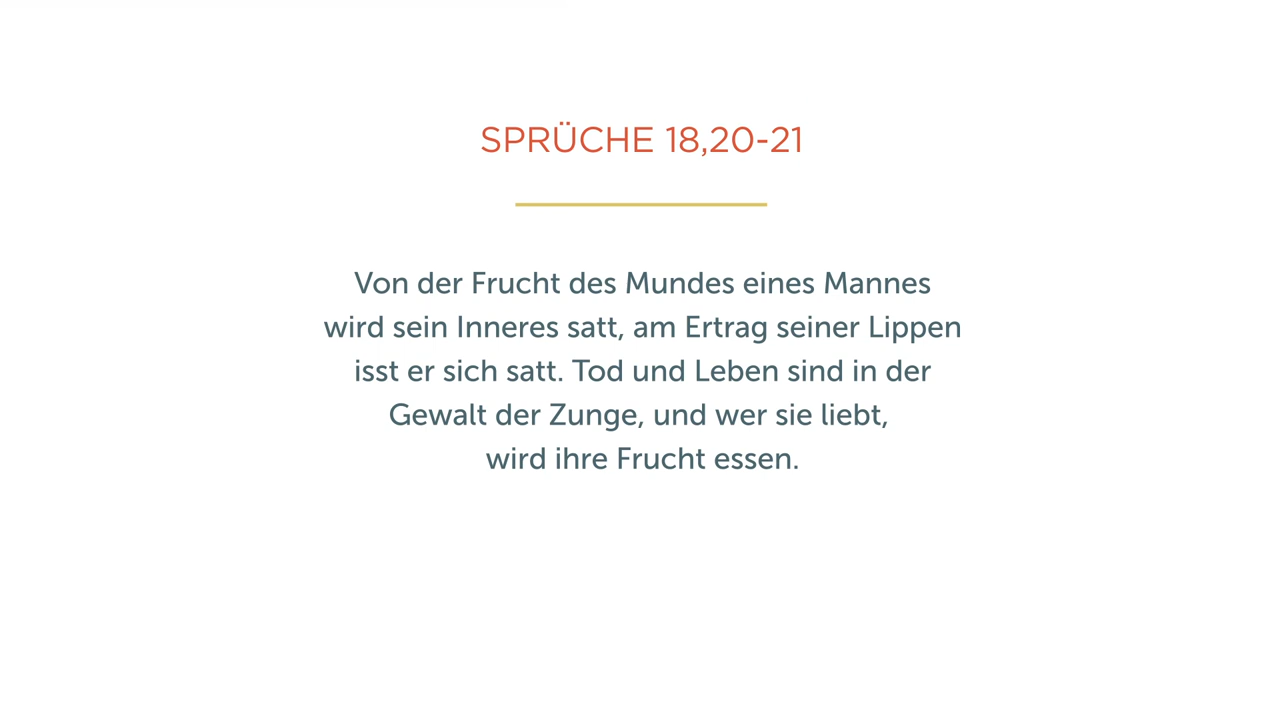 SPRÜCHE 18,20-21
Von der Frucht des Mundes eines Mannes
wird sein Inneres satt, am Ertrag seiner Lippen
isst er sich satt. Tod und Leben sind in der
Gewalt der Zunge, und wer sie liebt,
wird ihre Frucht essen.